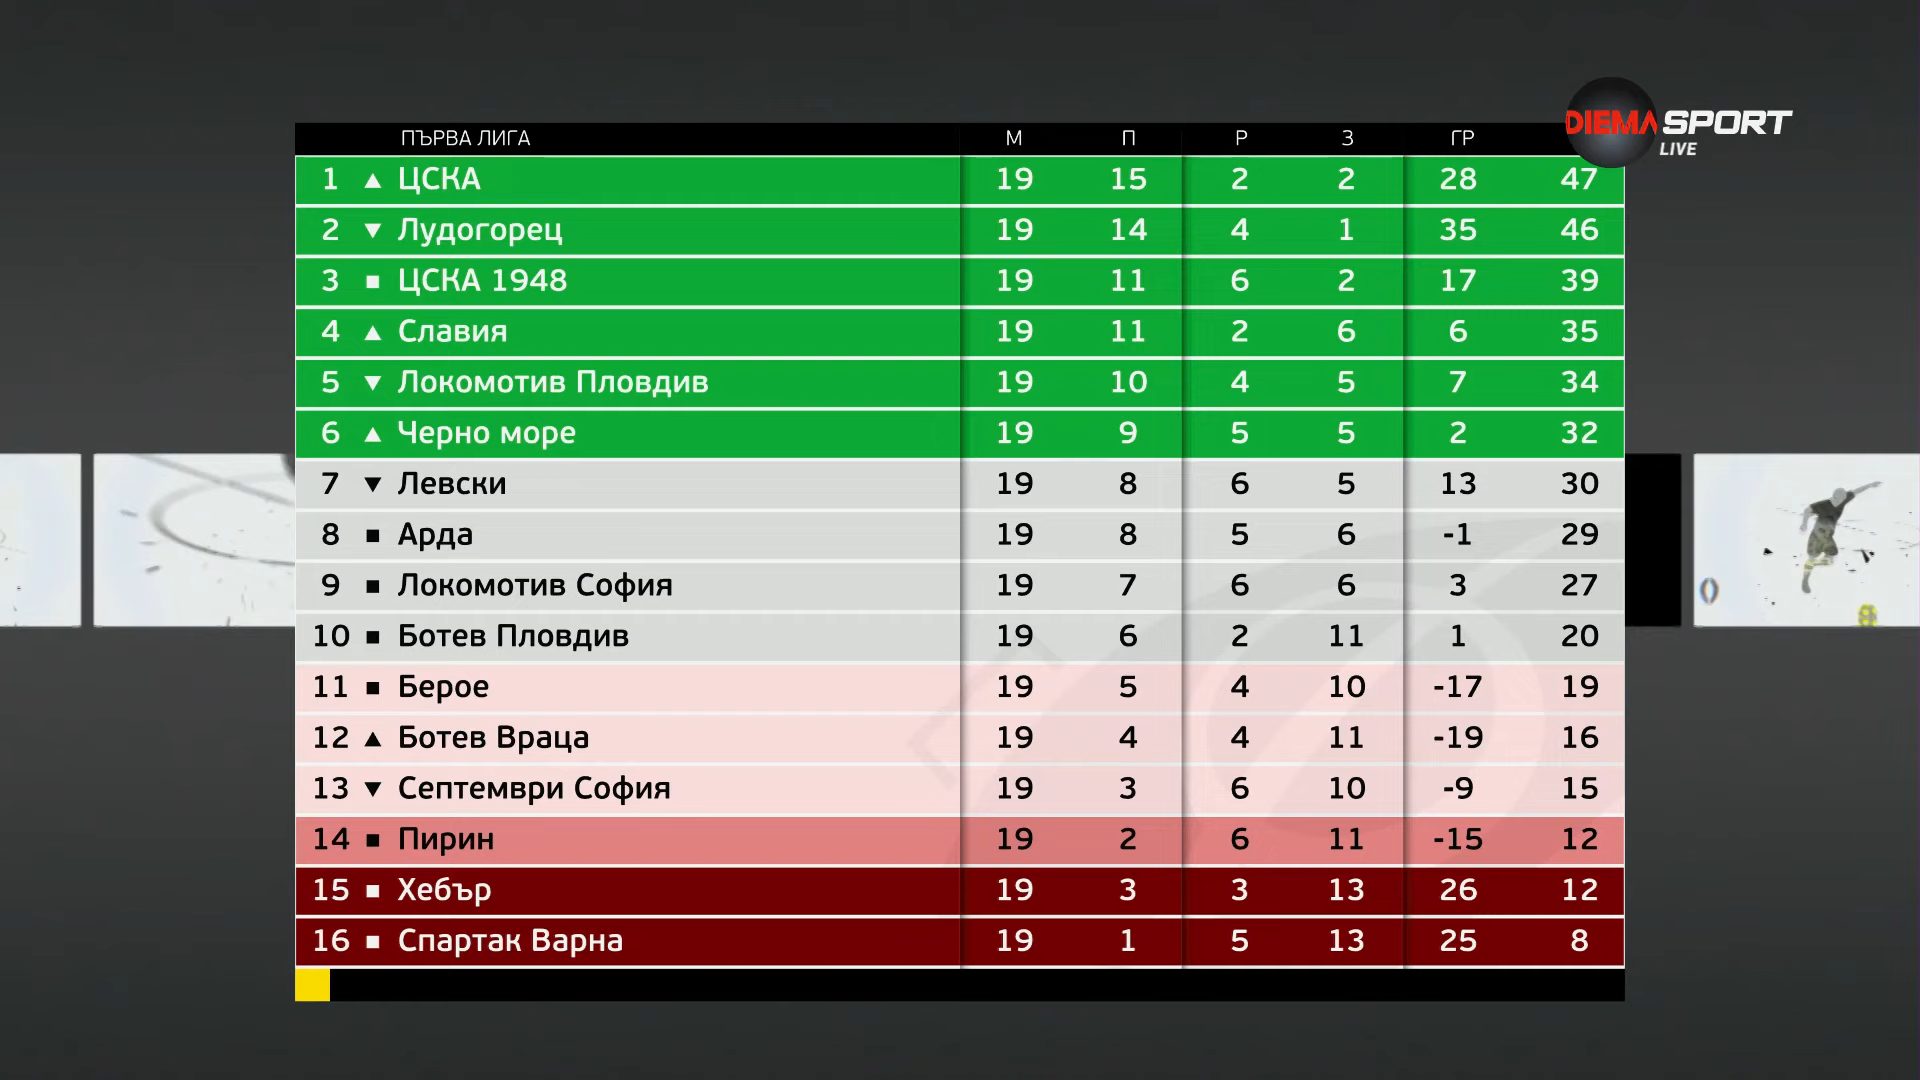 DIEMA SPORT
LIVE
ПЪРВА ЛИГА М П Р З ГР
1 ▲ ЦСКА 19 15 2 2 28 47
2 ▼ Лудогорец 19 14 4 1 35 46
3 ■ ЦСКА 1948 19 11 6 2 17 39
4 ▲ Славия 19 11 2 6 6 35
5 ▼ Локомотив Пловдив 19 10 4 5 7 34
6 ▲ Черно море 19 9 5 5 2 32
7 ▼ Левски 19 8 6 5 13 30
8 ■ Арда 19 8 5 6 -1 29
9 ■ Локомотив София 19 7 6 6 3 27
10 ■ Ботев Пловдив 19 6 2 11 1 20
11 ■ Берое 19 5 4 10 -17 19
12 ▲ Ботев Враца 19 4 4 11 -19 16
13 ▼ Септември София 19 3 6 10 -9 15
14 ■ Пирин 19 2 6 11 -15 12
15 ■ Хебър 19 3 3 13 26 12
16 ■ Спартак Варна 19 1 5 13 25 8